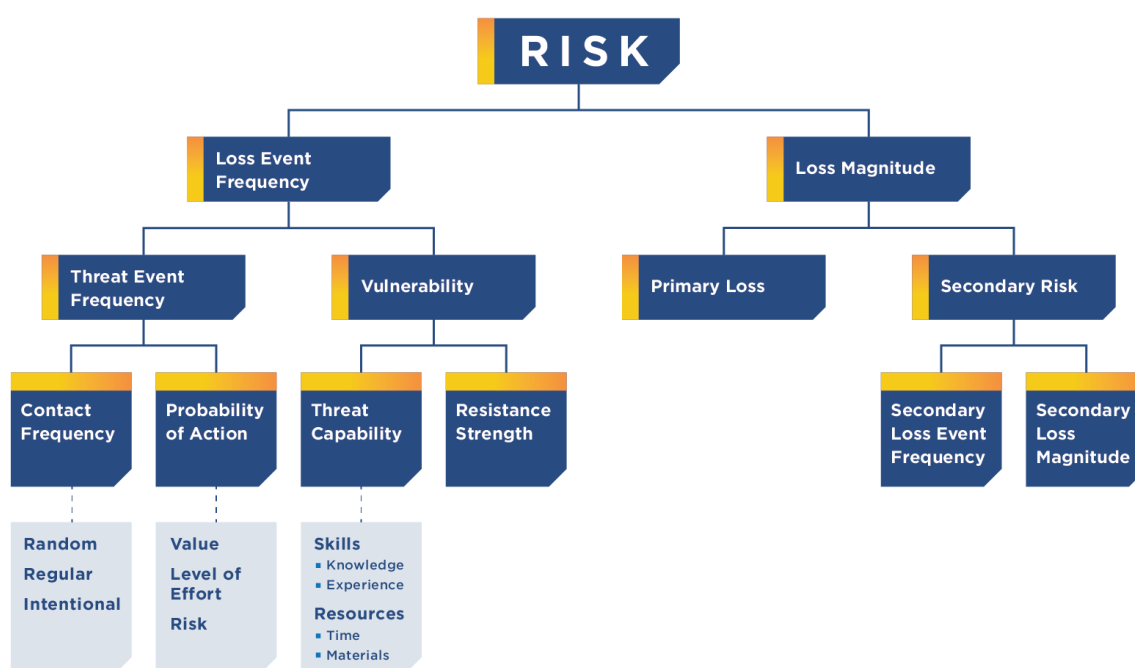 RISK
Loss Event
Frequency
Loss Magnitude
Threat Event
Frequency
Vulnerability
Primary Loss
Secondary Risk
Contact
Frequency
Probability
of Action
Threat
Capability
Resistance
Strength
Secondary
Loss Event
Frequency
Secondary
Loss
Magnitude
Random
Regular
Intentional
Value
Level of
Effort
Risk
Skills
Knowledge
Experience
Resources
Time
Materials